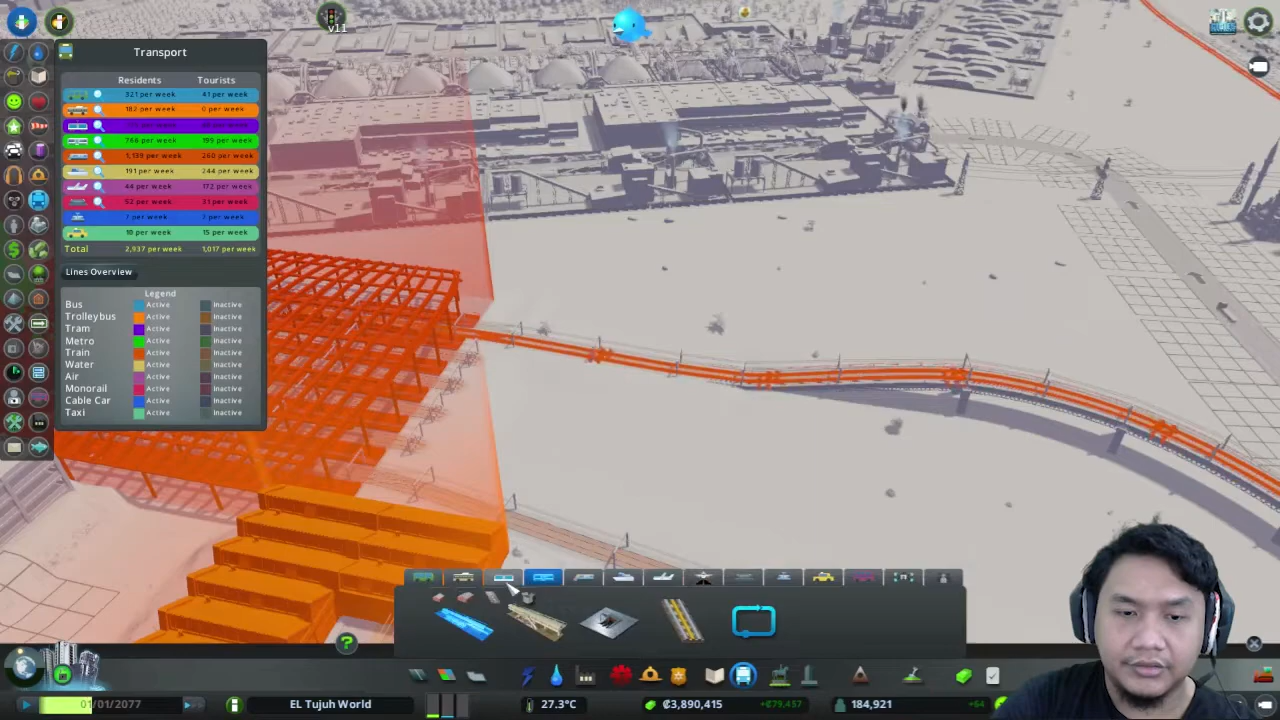 v11
Transport
Residents Tourists
321 per week 41 per week
182 per week 0 per week
766 per week 199 per week
1,139 per week 260 per week
191 per week 244 per week
44 per week 172 per week
52 per week 31 per week
7 per week 3 per week
10 per week 15 per week
Total 2,937 per week 1,017 per week
Lines Overview
Legend
Bus Active Inactive
Trolleybus Active Inactive
Tram Active Inactive
Metro Active Inactive
Train Active Inactive
Water Active Inactive
Air Active Inactive
Monorail Active Inactive
Cable Car Active Inactive
Taxi Active Inactive
?
01/01/2077
EL Tujuh World
27.3°C
₡3,890,415
+₡79,437
184,921
+64